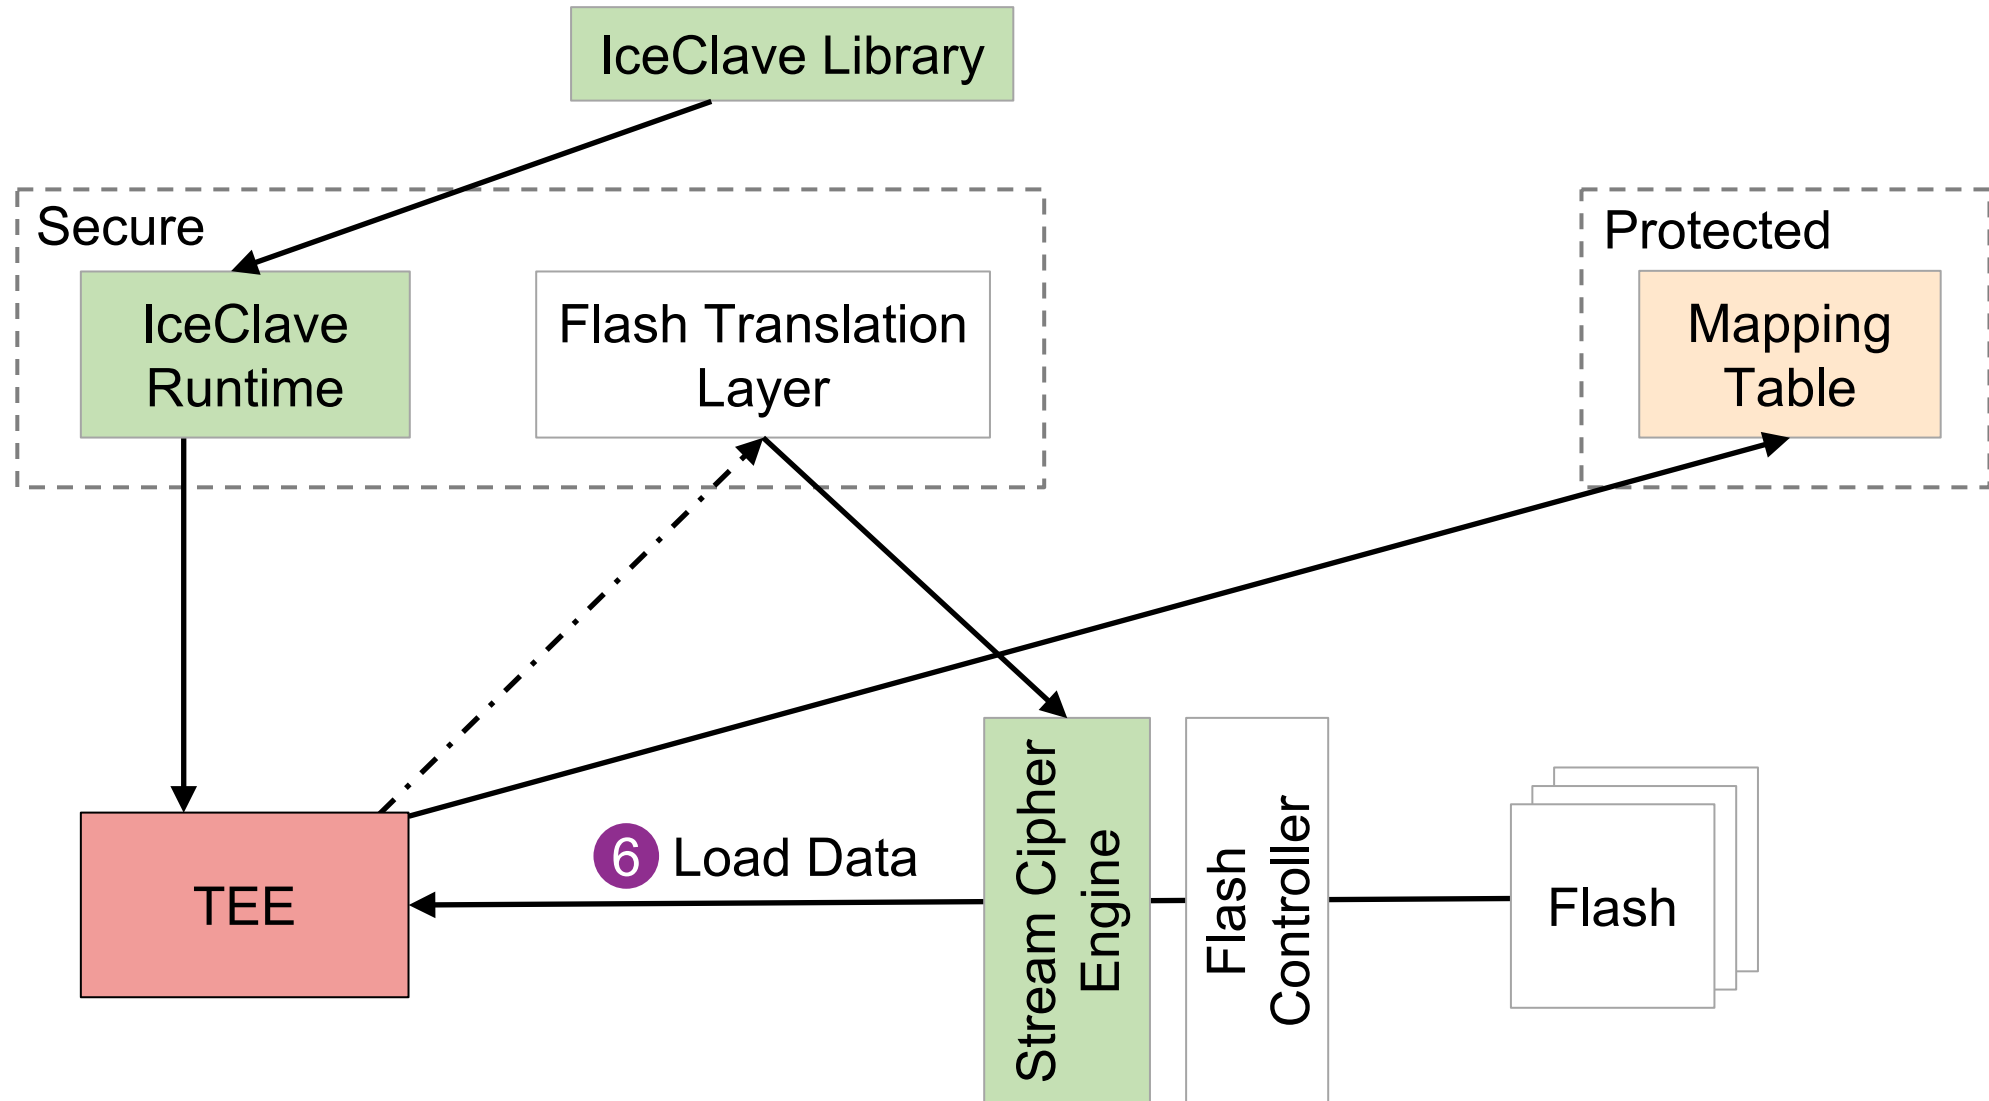 IceClave Library
Secure
Protected
IceClave
Runtime
Flash Translation
Layer
Mapping
Table
6 Load Data
TEE
Stream Cipher
Engine
Flash
Controller
Flash